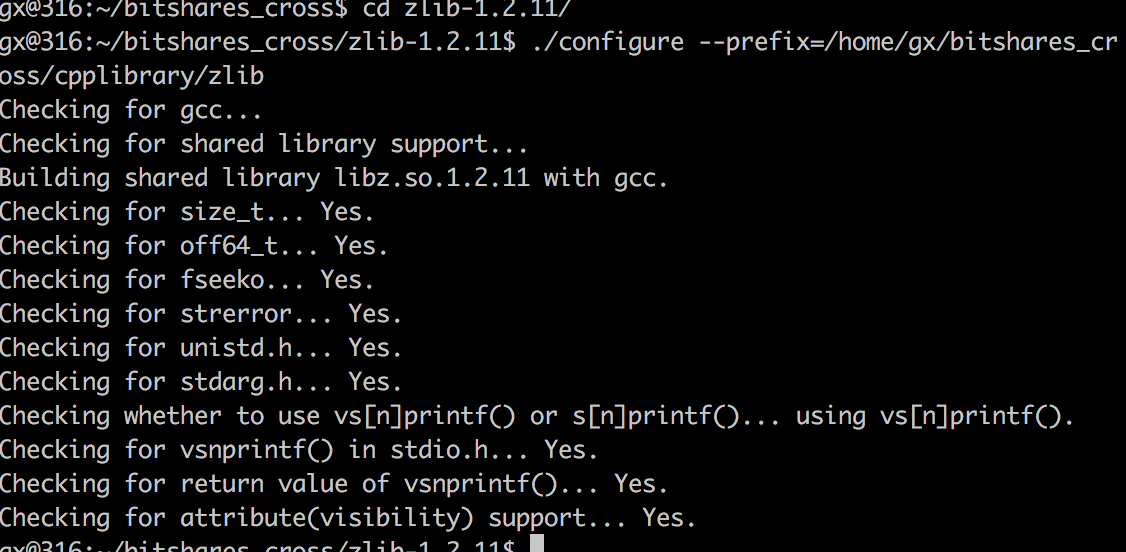 gx@316:~/bitshares_cross$ cd zlib-1.2.11/
gx@316:~/bitshares_cross/zlib-1.2.11$ ./configure --prefix=/home/gx/bitshares_cr
oss/cpplibrary/zlib
Checking for gcc...
Checking for shared library support...
Building shared library libz.so.1.2.11 with gcc.
Checking for size_t... Yes.
Checking for off64_t... Yes.
Checking for fseeko... Yes.
Checking for strerror... Yes.
Checking for unistd.h... Yes.
Checking for stdarg.h... Yes.
Checking whether to use vs[n]printf() or s[n]printf()... using vs[n]printf().
Checking for vsnprintf() in stdio.h... Yes.
Checking for return value of vsnprintf()... Yes.
Checking for attribute(visibility) support... Yes.
gx@316:~/bitshares_cross/zlib-1.2.11$